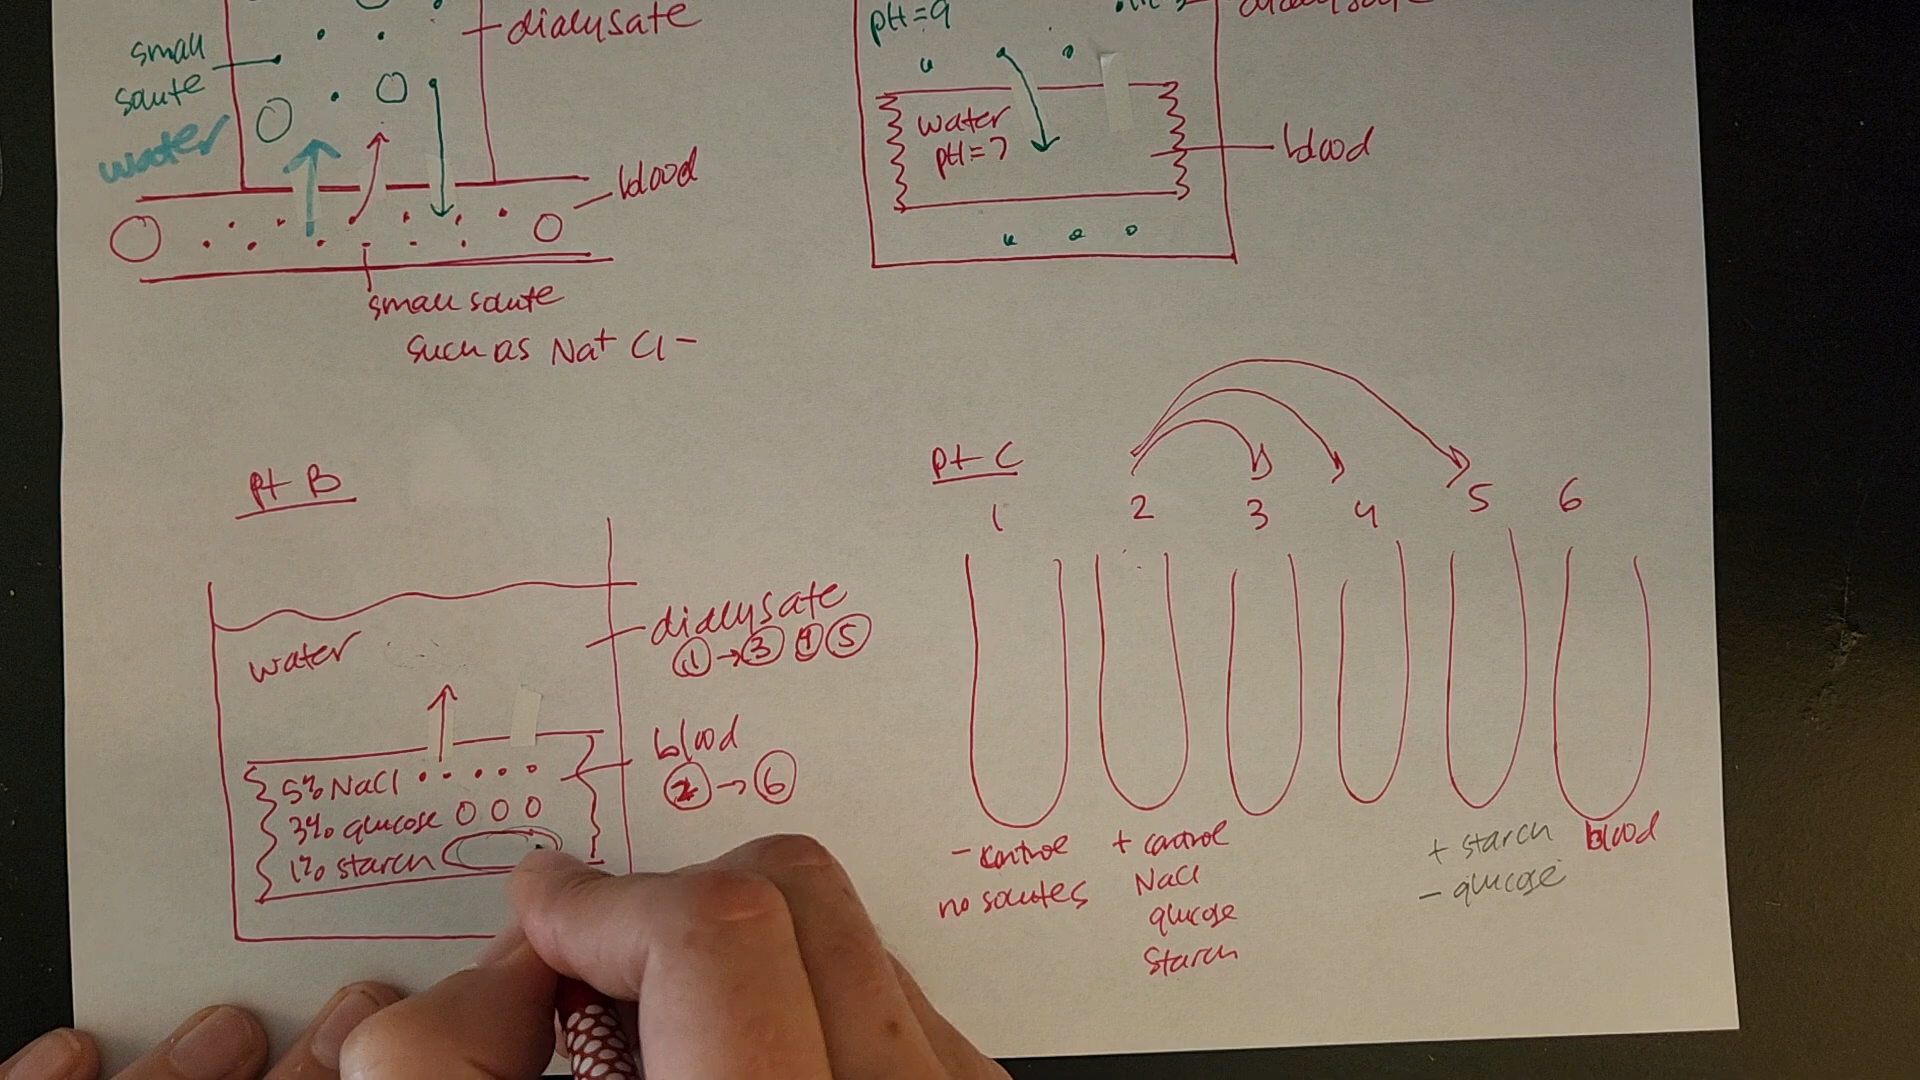 small
solute
dialysate
water
blood
small solute
such as Na+ Cl-
pH=9
water
pH=7
blood
pt B
water
dialysate
① → ③ ④ ⑤
blood
② → ⑥
5% NaCl
3% glucose
1% starch
pt C
1 2 3 4 5 6
- control
no solutes
+ control
NaCl
glucose
starch
+ starch
- glucose
blood